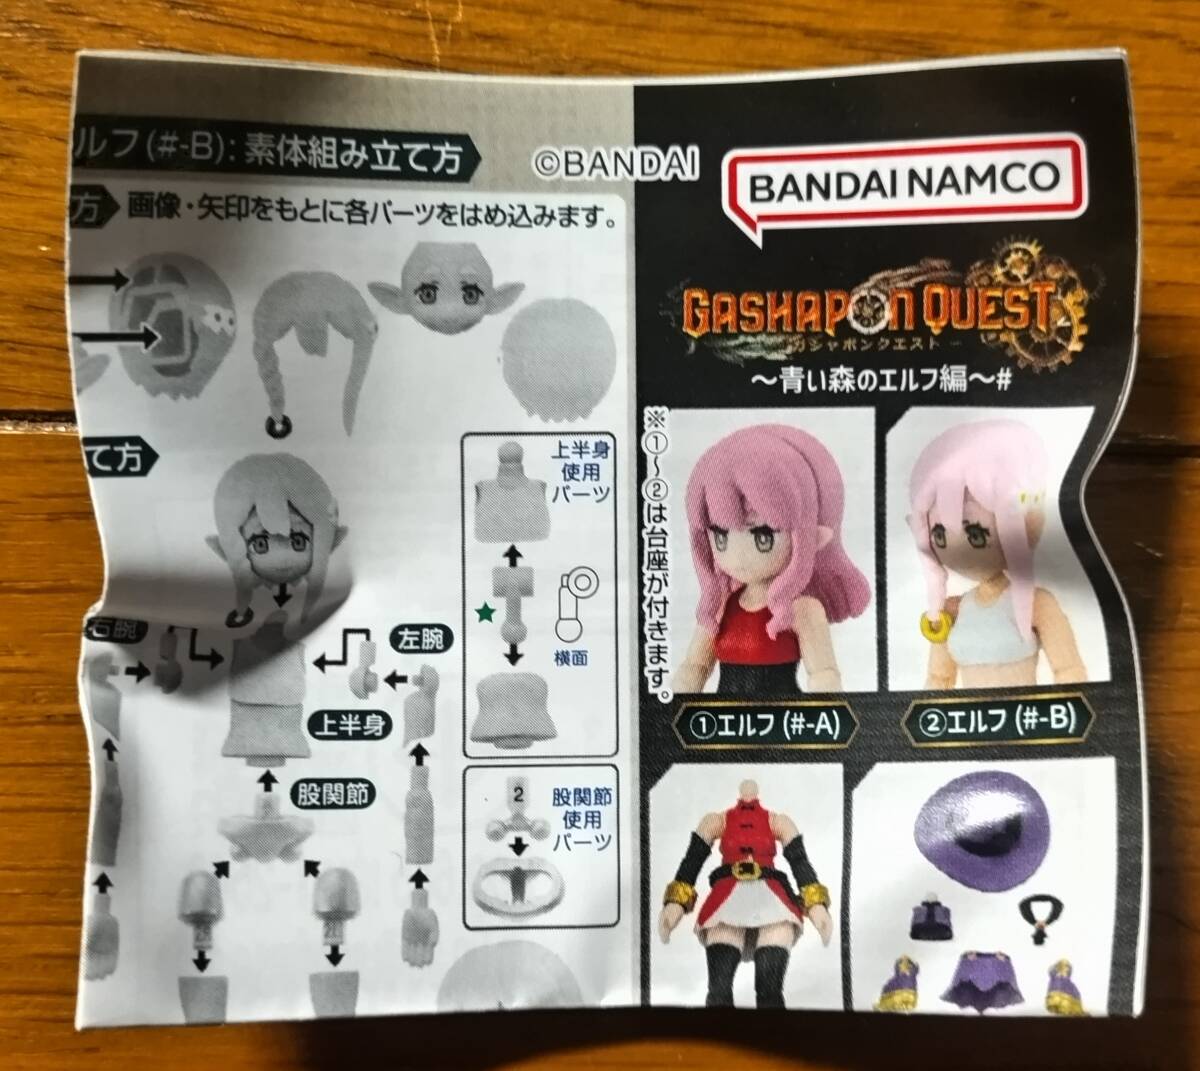 ルフ(#-B):素体組み立て方
方
画像・矢印をもとに各パーツをはめ込みます。
て方
右腕
左腕
上半身
股関節
上半身
使用
パーツ
★
横面
2
股関節
使用
パーツ
©BANDAI
BANDAI NAMCO
GASHAPON QUEST
ガシャポンクエスト
～青い森のエルフ編～#
※①～②は台座が付きます。
①エルフ(#-A)
②エルフ(#-B)